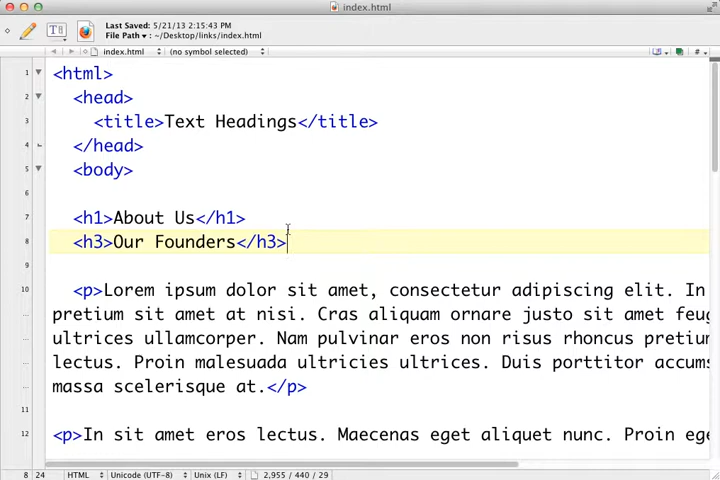 index.html
Last Saved: 5/21/13 2:15:43 PM
File Path ▾ : ~/Desktop/links/index.html
index.html (no symbol selected) #
1 <html>
2 <head>
3 <title>Text Headings</title>
4 </head>
5 <body>
6
7 <h1>About Us</h1>
8 <h3>Our Founders</h3>
9
10 <p>Lorem ipsum dolor sit amet, consectetur adipiscing elit. In
pretium sit amet at nisi. Cras aliquam ornare justo sit amet feug
ultrices ullamcorper. Nam pulvinar eros non risus rhoncus pretium
lectus. Proin malesuada ultricies ultrices. Duis porttitor accums
massa scelerisque at.</p>
11
12 <p>In sit amet eros lectus. Maecenas eget aliquet nunc. Proin ege
8 24 HTML Unicode (UTF-8) Unix (LF) 2,955 / 440 / 29